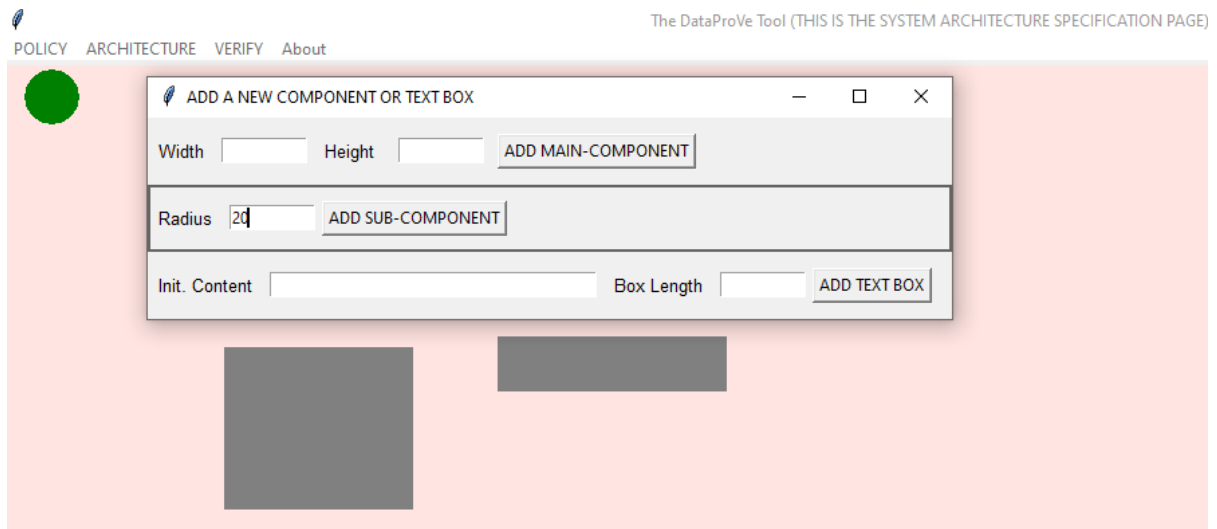 The DataProVe Tool (THIS IS THE SYSTEM ARCHITECTURE SPECIFICATION PAGE)
POLICY ARCHITECTURE VERIFY About
ADD A NEW COMPONENT OR TEXT BOX
Width Height ADD MAIN-COMPONENT
Radius 20 ADD SUB-COMPONENT
Init. Content Box Length ADD TEXT BOX